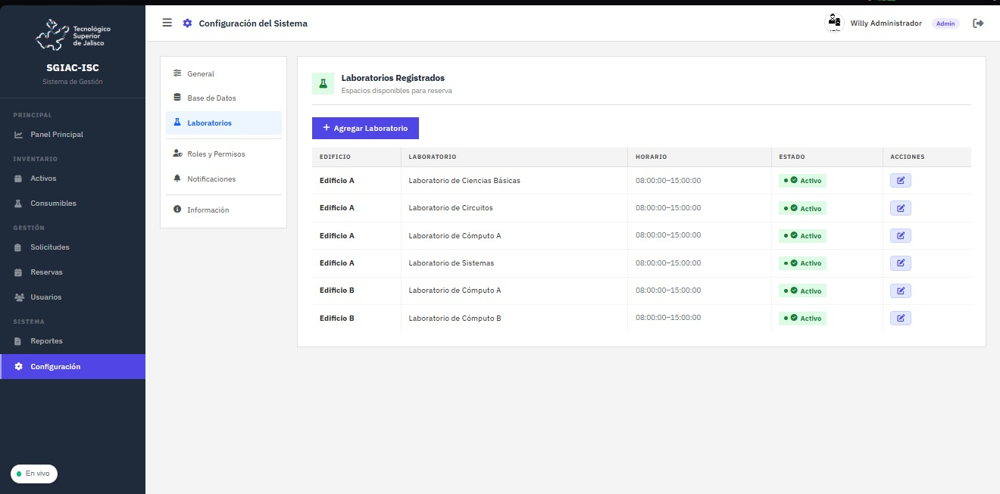 Tecnológico
Superior
de Jalisco
SGIAC-ISC
Sistema de Gestión
PRINCIPAL
Panel Principal
INVENTARIO
Activos
Consumibles
GESTIÓN
Solicitudes
Reservas
Usuarios
SISTEMA
Reportes
Configuración
En vivo
Configuración del Sistema
Willy Administrador
Admin
General
Base de Datos
Laboratorios
Roles y Permisos
Notificaciones
Información
Laboratorios Registrados
Espacios disponibles para reserva
+ Agregar Laboratorio
EDIFICIO LABORATORIO HORARIO ESTADO ACCIONES
Edificio A Laboratorio de Ciencias Básicas 08:00:00–15:00:00 Activo
Edificio A Laboratorio de Circuitos 08:00:00–15:00:00 Activo
Edificio A Laboratorio de Cómputo A 08:00:00–15:00:00 Activo
Edificio A Laboratorio de Sistemas 08:00:00–15:00:00 Activo
Edificio B Laboratorio de Cómputo A 08:00:00–15:00:00 Activo
Edificio B Laboratorio de Cómputo B 08:00:00–15:00:00 Activo